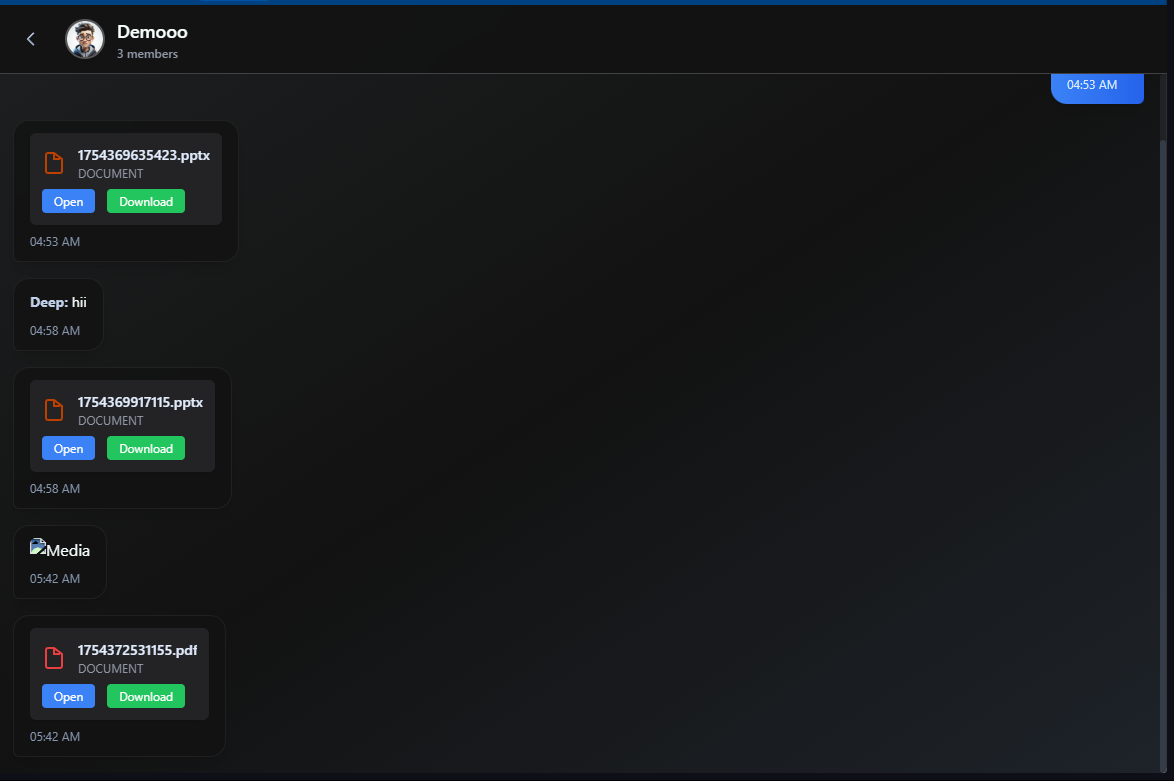 Demooo
3 members
04:53 AM
1754369635423.pptx
DOCUMENT
Open Download
04:53 AM
Deep: hii
04:58 AM
1754369917115.pptx
DOCUMENT
Open Download
04:58 AM
Media
05:42 AM
1754372531155.pdf
DOCUMENT
Open Download
05:42 AM